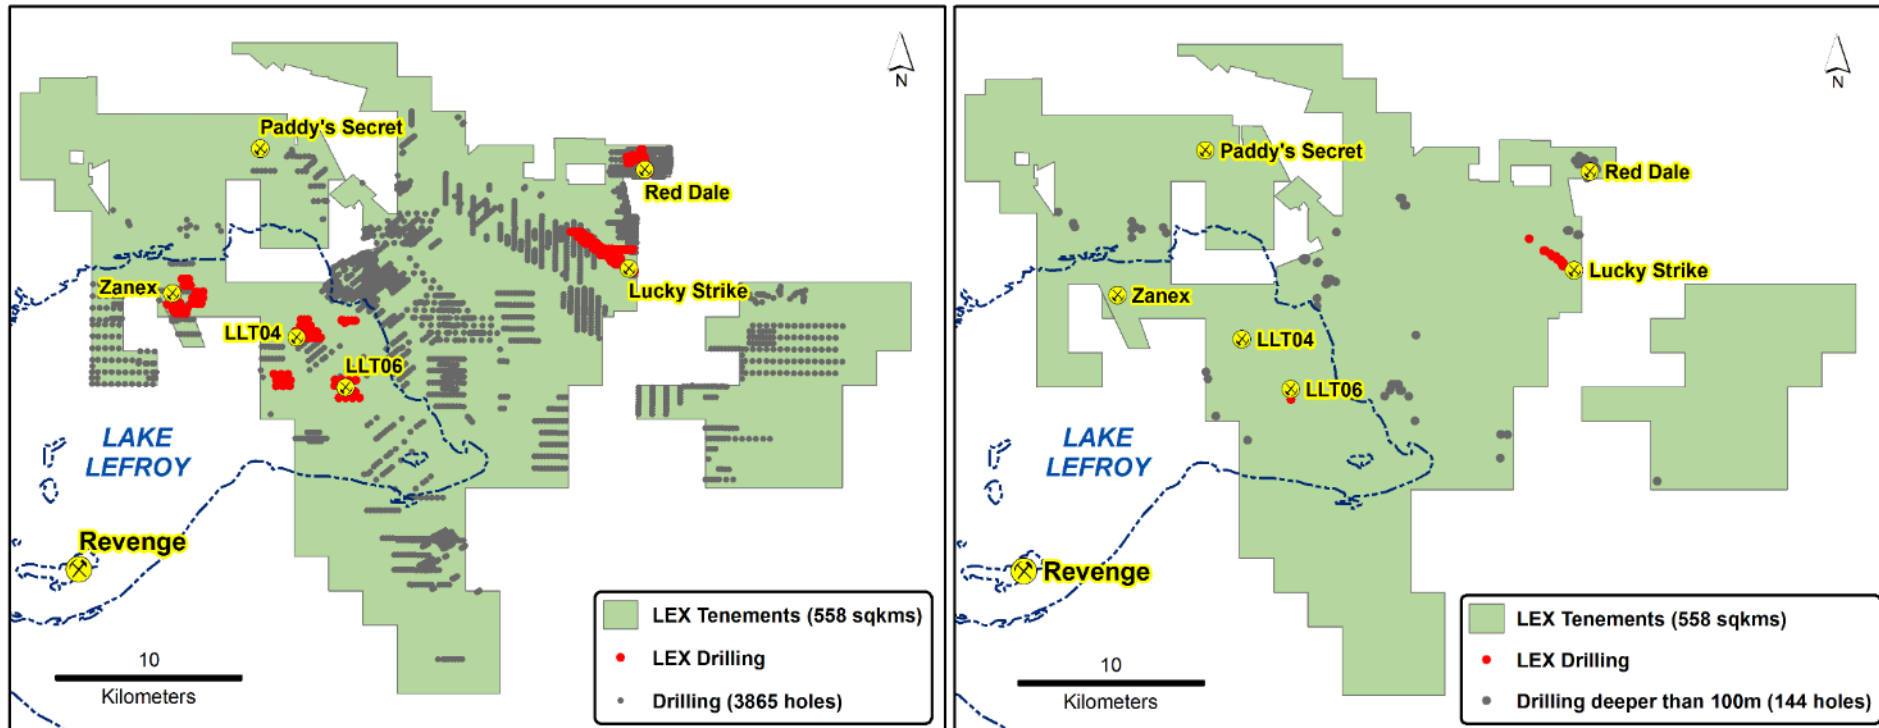 N
Paddy's Secret
Red Dale
Zanex
Lucky Strike
LLT04
LLT06
LAKE
LEFROY
Revenge
10
Kilometers
LEX Tenements (558 sqkms)
LEX Drilling
Drilling (3865 holes)
N
Paddy's Secret
Red Dale
Lucky Strike
Zanex
LLT04
LLT06
LAKE
LEFROY
Revenge
10
Kilometers
LEX Tenements (558 sqkms)
LEX Drilling
Drilling deeper than 100m (144 holes)